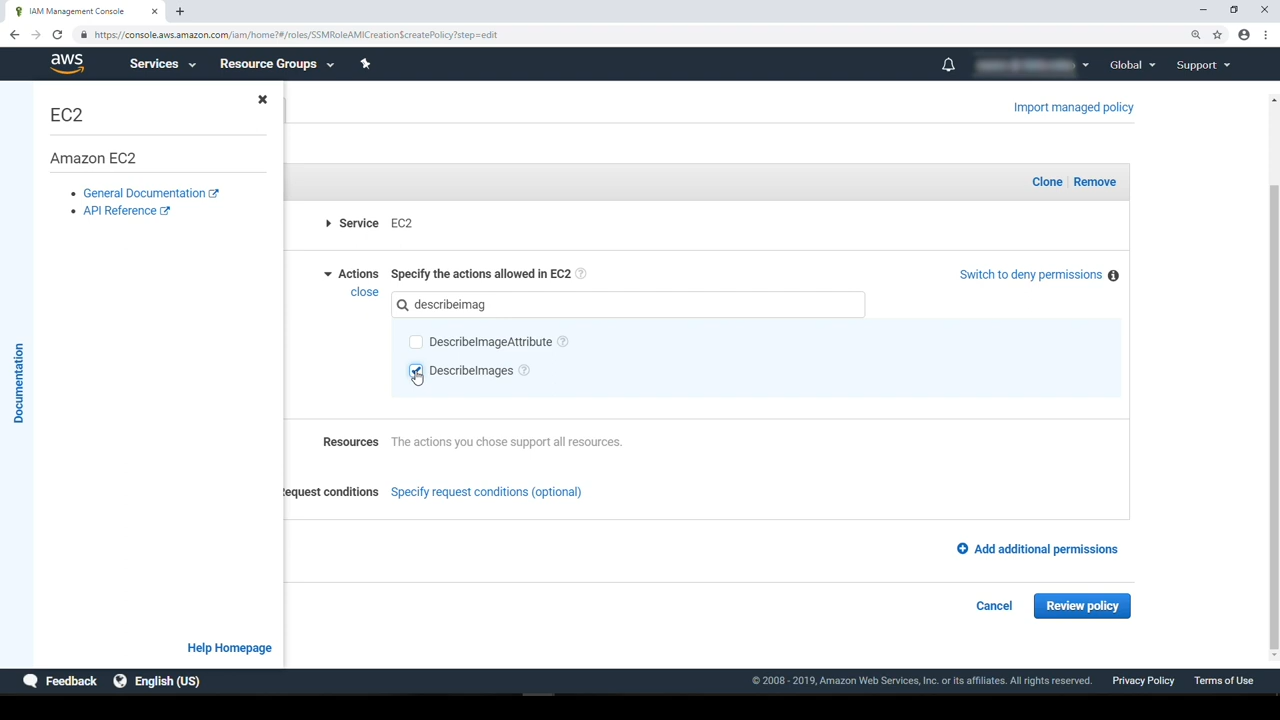 IAM Management Console
https://console.aws.amazon.com/iam/home?#/roles/SSMRoleAMICreation$createPolicy?step=edit
aws
Services
Resource Groups
Global
Support
EC2
Import managed policy
Amazon EC2
General Documentation
API Reference
Clone
Remove
Service
EC2
Actions
Specify the actions allowed in EC2
Switch to deny permissions
close
describeimag
DescribeImageAttribute
DescribeImages
Documentation
Resources
The actions you chose support all resources.
equest conditions
Specify request conditions (optional)
Add additional permissions
Cancel
Review policy
Help Homepage
Feedback
English (US)
© 2008 - 2019, Amazon Web Services, Inc. or its affiliates. All rights reserved.
Privacy Policy
Terms of Use